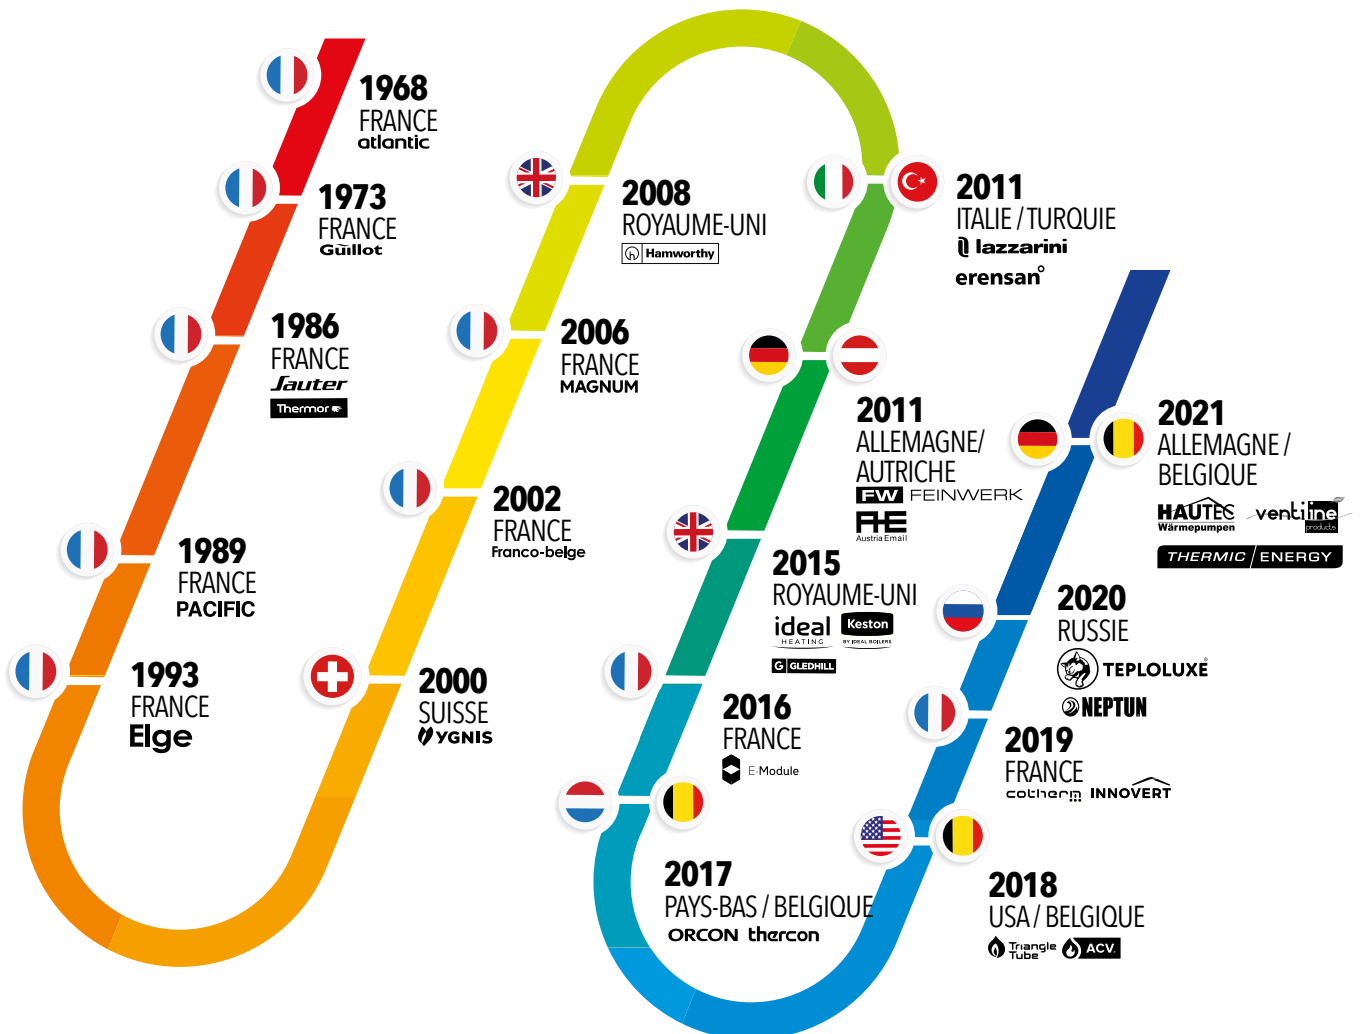 1968
FRANCE
atlantic
1973
FRANCE
Guillot
1986
FRANCE
Sauter
Thermor
1989
FRANCE
PACIFIC
1993
FRANCE
Elge
2000
SUISSE
YGNIS
2002
FRANCE
Franco-belge
2006
FRANCE
MAGNUM
2008
ROYAUME-UNI
Hamworthy
2011
ITALIE / TURQUIE
lazzarini
erensan
2011
ALLEMAGNE/
AUTRICHE
FW FEINWERK
AE
Austria Email
2015
ROYAUME-UNI
ideal
HEATING
Keston
BY IDEAL BOILERS
G GLEDHILL
2016
FRANCE
E-Module
2017
PAYS-BAS / BELGIQUE
ORCON thercon
2018
USA / BELGIQUE
Triangle
Tube
ACV
2019
FRANCE
cotherm INNOVERT
2020
RUSSIE
TEPLOLUXE
NEPTUN
2021
ALLEMAGNE /
BELGIQUE
HAUTEC
Wärmepumpen
ventiline
products
THERMIC / ENERGY